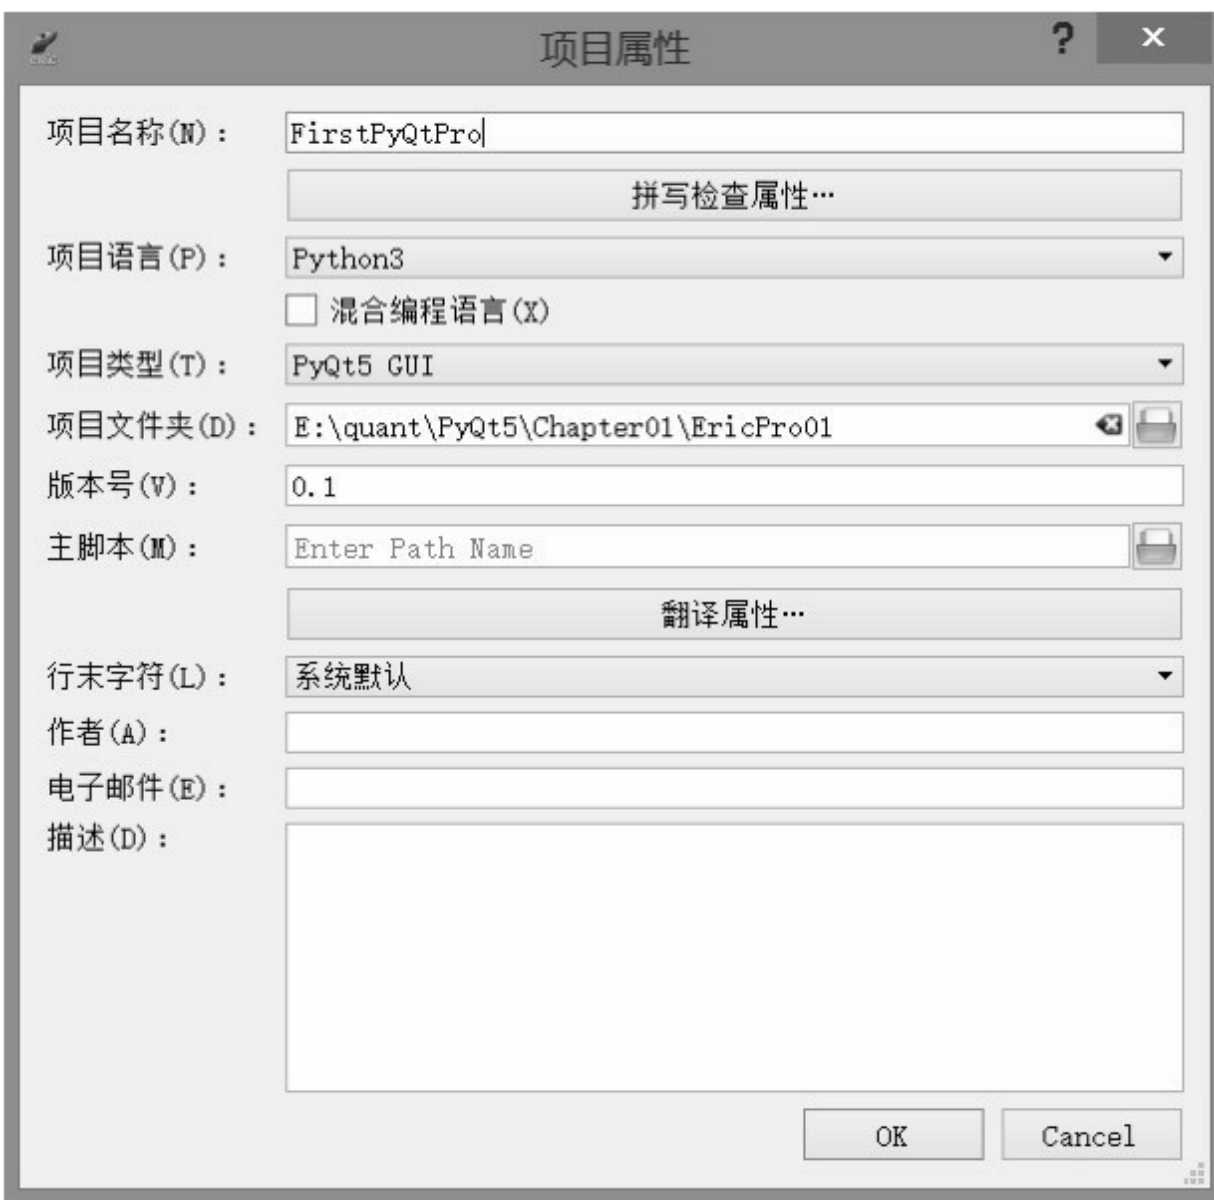 项目属性 ?
项目名称(N): FirstPyQtPro
拼写检查属性…
项目语言(P): Python3
混合编程语言(X)
项目类型(T): PyQt5 GUI
项目文件夹(D): E:\quant\PyQt5\Chapter01\EricPro01
版本号(V): 0.1
主脚本(M): Enter Path Name
翻译属性…
行末字符(L): 系统默认
作者(A):
电子邮件(E):
描述(D):
OK Cancel